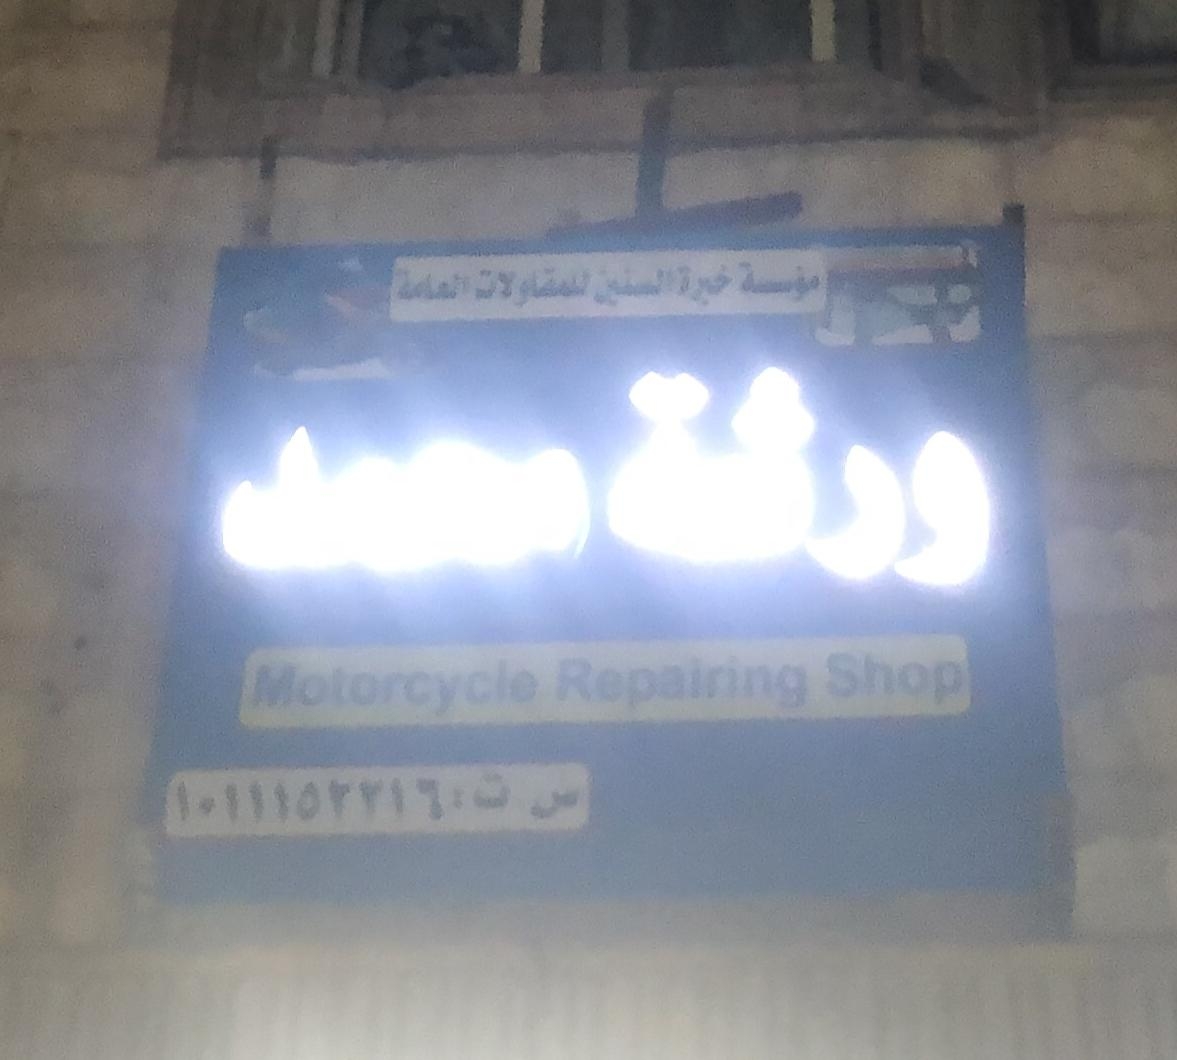 مؤسسة خبرة السنين للمقاولات العامة
ورشة
Motorcycle Repairing Shop
س ت: ١٠١١١٥٢٢١٦